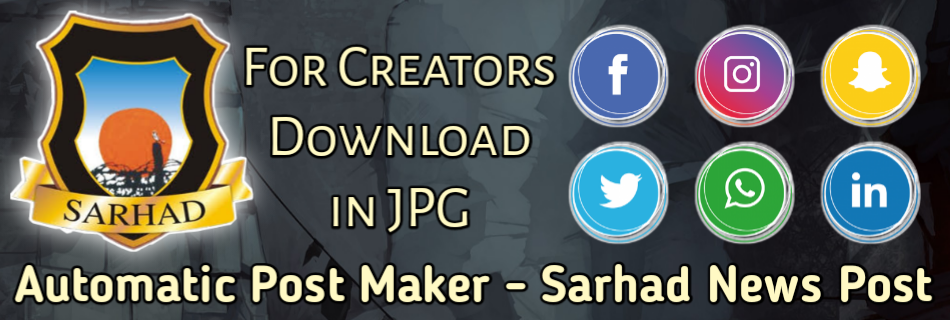 SARHAD
For Creators
Download
in JPG
Automatic Post Maker - Sarhad News Post